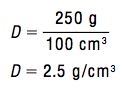 D = 250 g / 100 cm³
D = 2.5 g/cm³